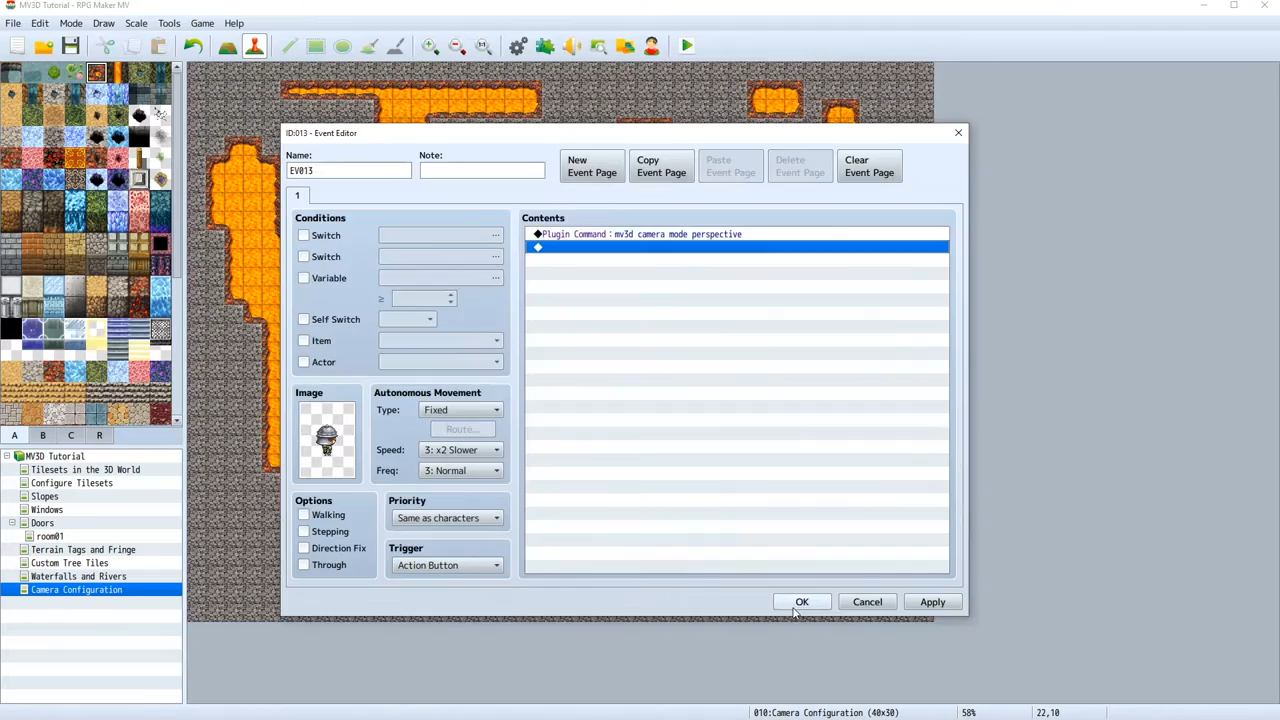 MV3D Tutorial - RPG Maker MV
File Edit Mode Draw Scale Tools Game Help
ID:013 - Event Editor
Name: Note:
EV013
New Event Page
Copy Event Page
Paste Event Page
Delete Event Page
Clear Event Page
1
Conditions
Switch ...
Switch ...
Variable ...
≥
Self Switch
Item
Actor
Image
Autonomous Movement
Type: Fixed
Route...
Speed: 3: x2 Slower
Freq: 3: Normal
Options
Walking
Stepping
Direction Fix
Through
Priority
Same as characters
Trigger
Action Button
Contents
◆Plugin Command：mv3d camera mode perspective
◆
OK Cancel Apply
A B C R
MV3D Tutorial
Tilesets in the 3D World
Configure Tilesets
Slopes
Windows
Doors
room01
Terrain Tags and Fringe
Custom Tree Tiles
Waterfalls and Rivers
Camera Configuration
010:Camera Configuration (40x30) 58% 22,10